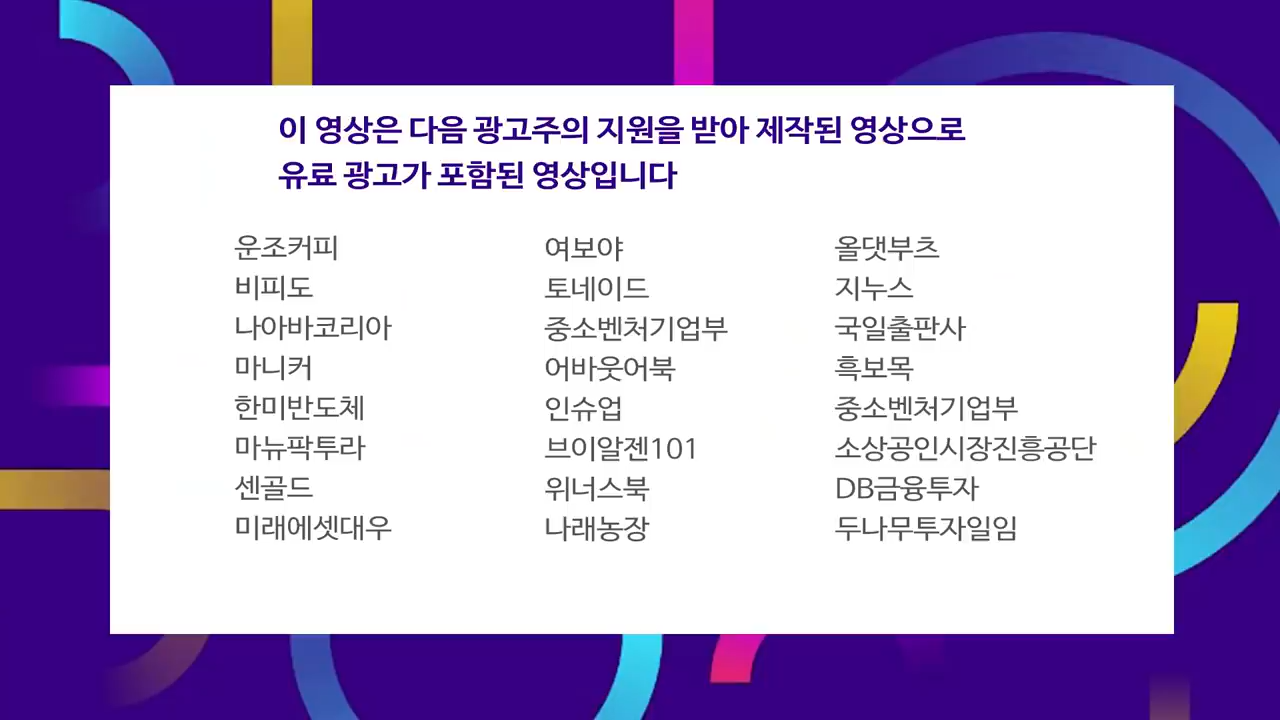 이 영상은 다음 광고주의 지원을 받아 제작된 영상으로
유료 광고가 포함된 영상입니다
운조커피 여보야 올댓부츠
비피도 토네이드 지누스
나아바코리아 중소벤처기업부 국일출판사
마니커 어바웃어북 흑보목
한미반도체 인슈업 중소벤처기업부
마뉴팍투라 브이알젠101 소상공인시장진흥공단
센골드 위너스북 DB금융투자
미래에셋대우 나래농장 두나무투자일임